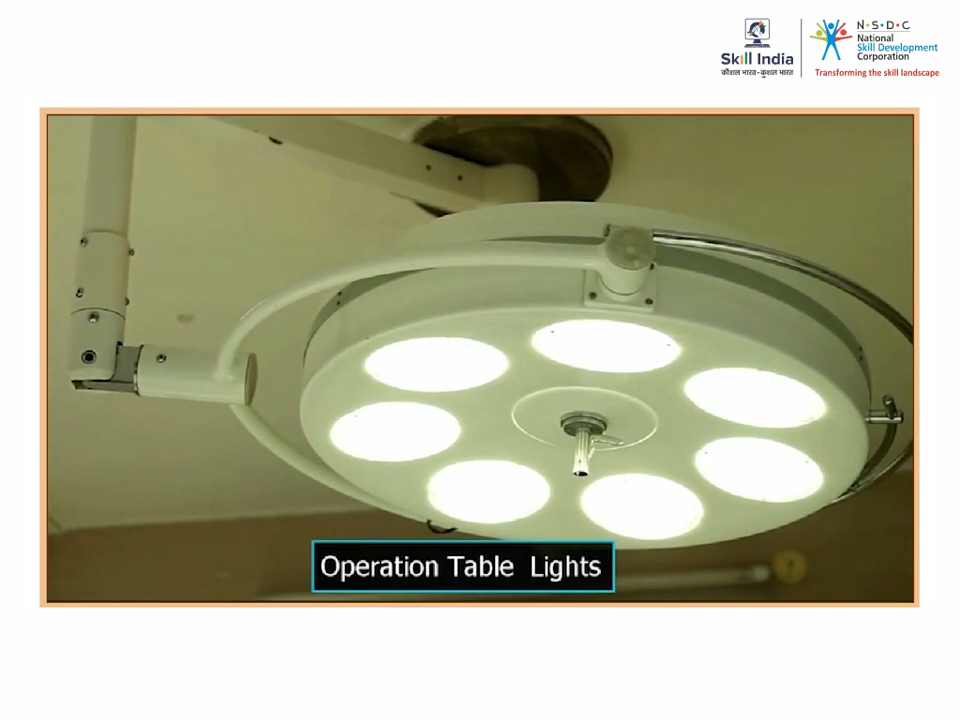 Skill India
कौशल भारत - कुशल भारत
N·S·D·C
National
Skill Development
Corporation
Transforming the skill landscape
Operation Table Lights